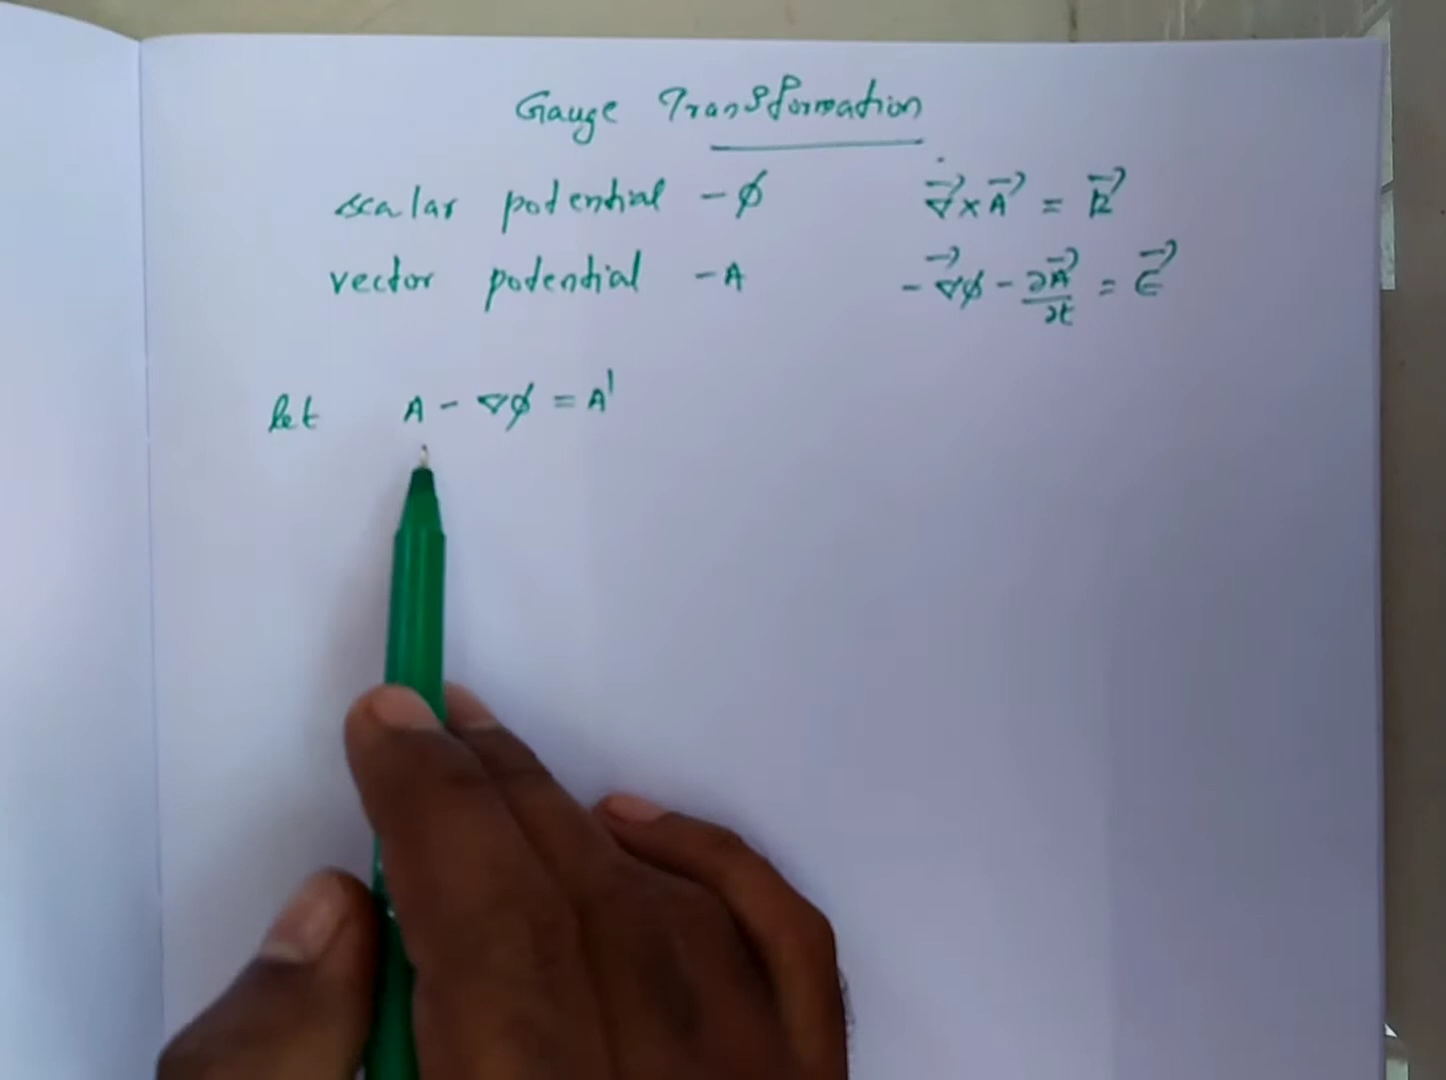 Gauge Transformation
scalar potential - ϕ
∇⃗ × A⃗ = B⃗
vector potential - A
- ∇⃗ϕ - ∂A⃗/∂t = E⃗
let A - ∇ϕ = A'